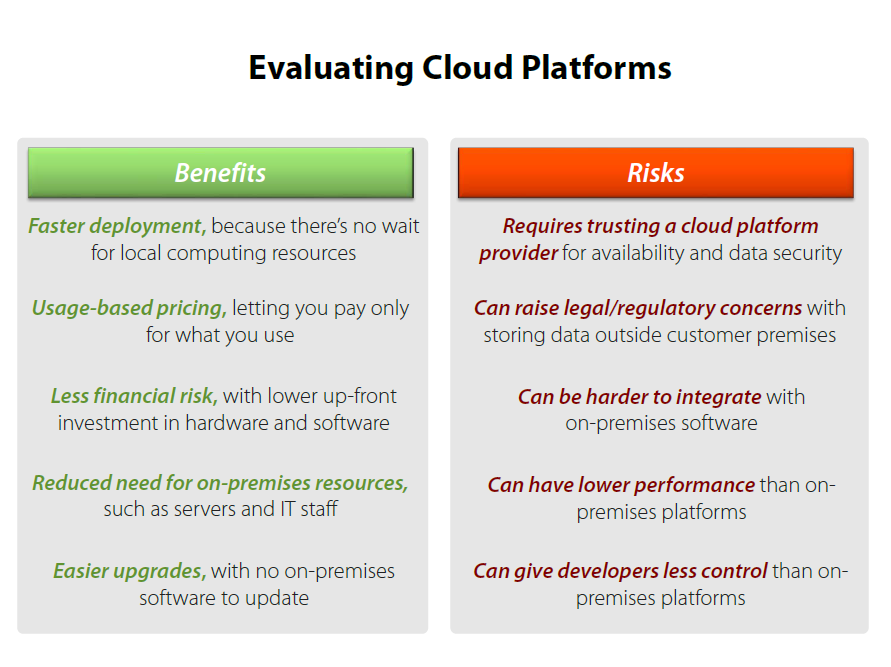 Evaluating Cloud Platforms
Benefits
Faster deployment, because there’s no wait
for local computing resources
Usage-based pricing, letting you pay only
for what you use
Less financial risk, with lower up-front
investment in hardware and software
Reduced need for on-premises resources,
such as servers and IT staff
Easier upgrades, with no on-premises
software to update
Risks
Requires trusting a cloud platform
provider for availability and data security
Can raise legal/regulatory concerns with
storing data outside customer premises
Can be harder to integrate with
on-premises software
Can have lower performance than on-
premises platforms
Can give developers less control than on-
premises platforms